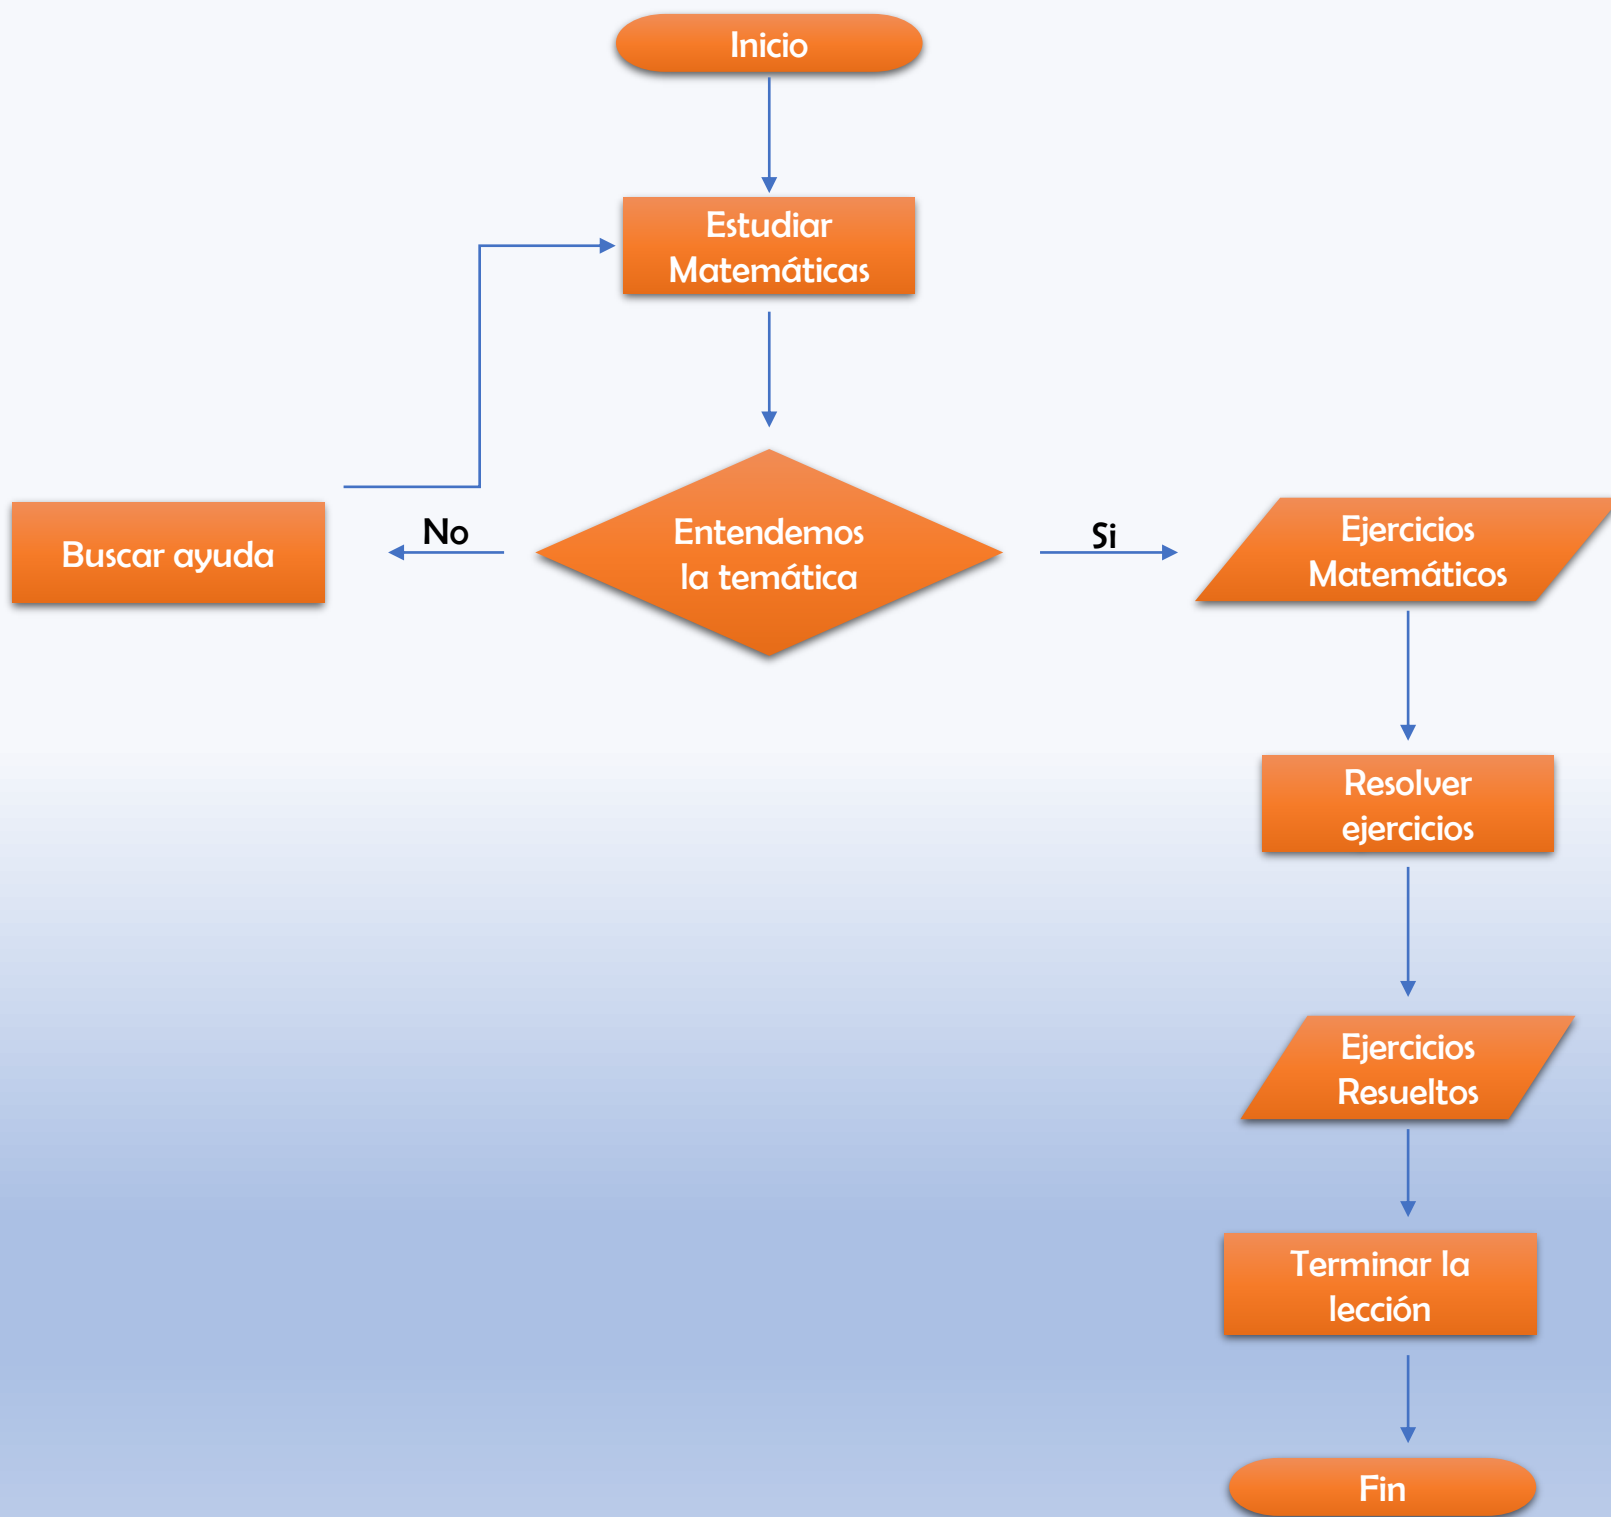 Inicio
Estudiar
Matemáticas
Entendemos
la temática
No
Buscar ayuda
Si
Ejercicios
Matemáticos
Resolver
ejercicios
Ejercicios
Resueltos
Terminar la
lección
Fin